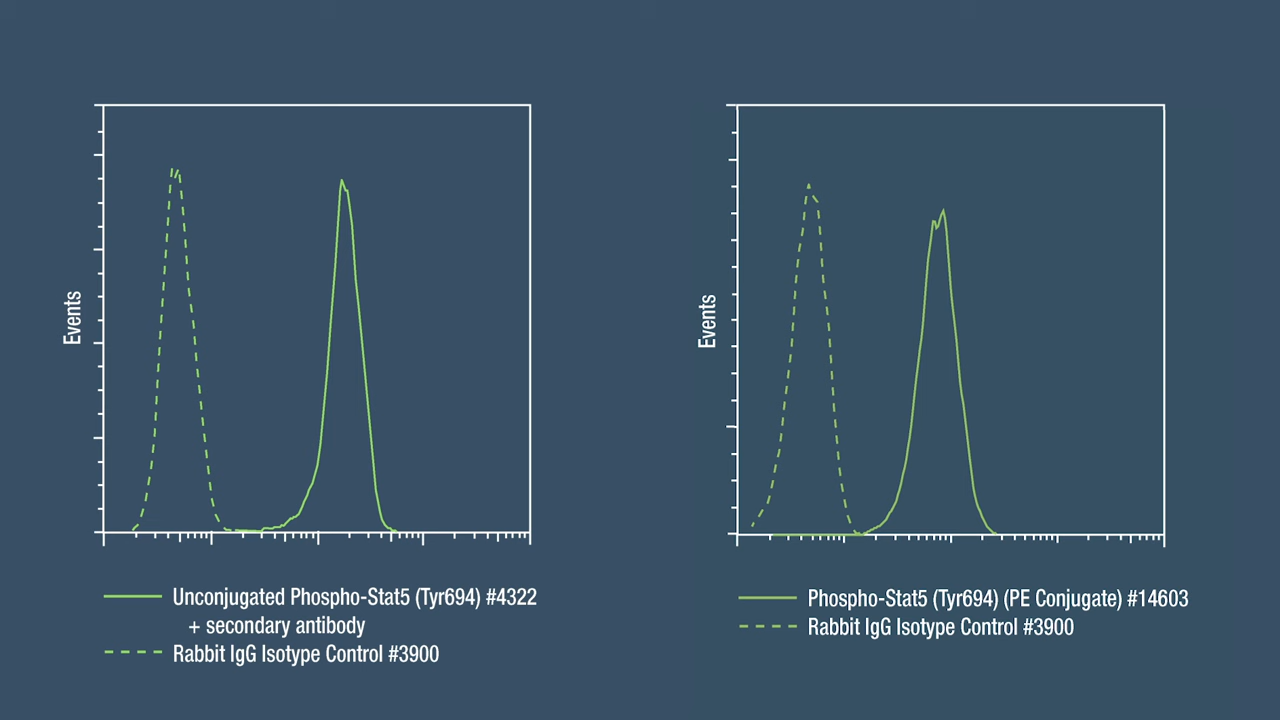 Events
Unconjugated Phospho-Stat5 (Tyr694) #4322
+ secondary antibody
Rabbit IgG Isotype Control #3900
Events
Phospho-Stat5 (Tyr694) (PE Conjugate) #14603
Rabbit IgG Isotype Control #3900